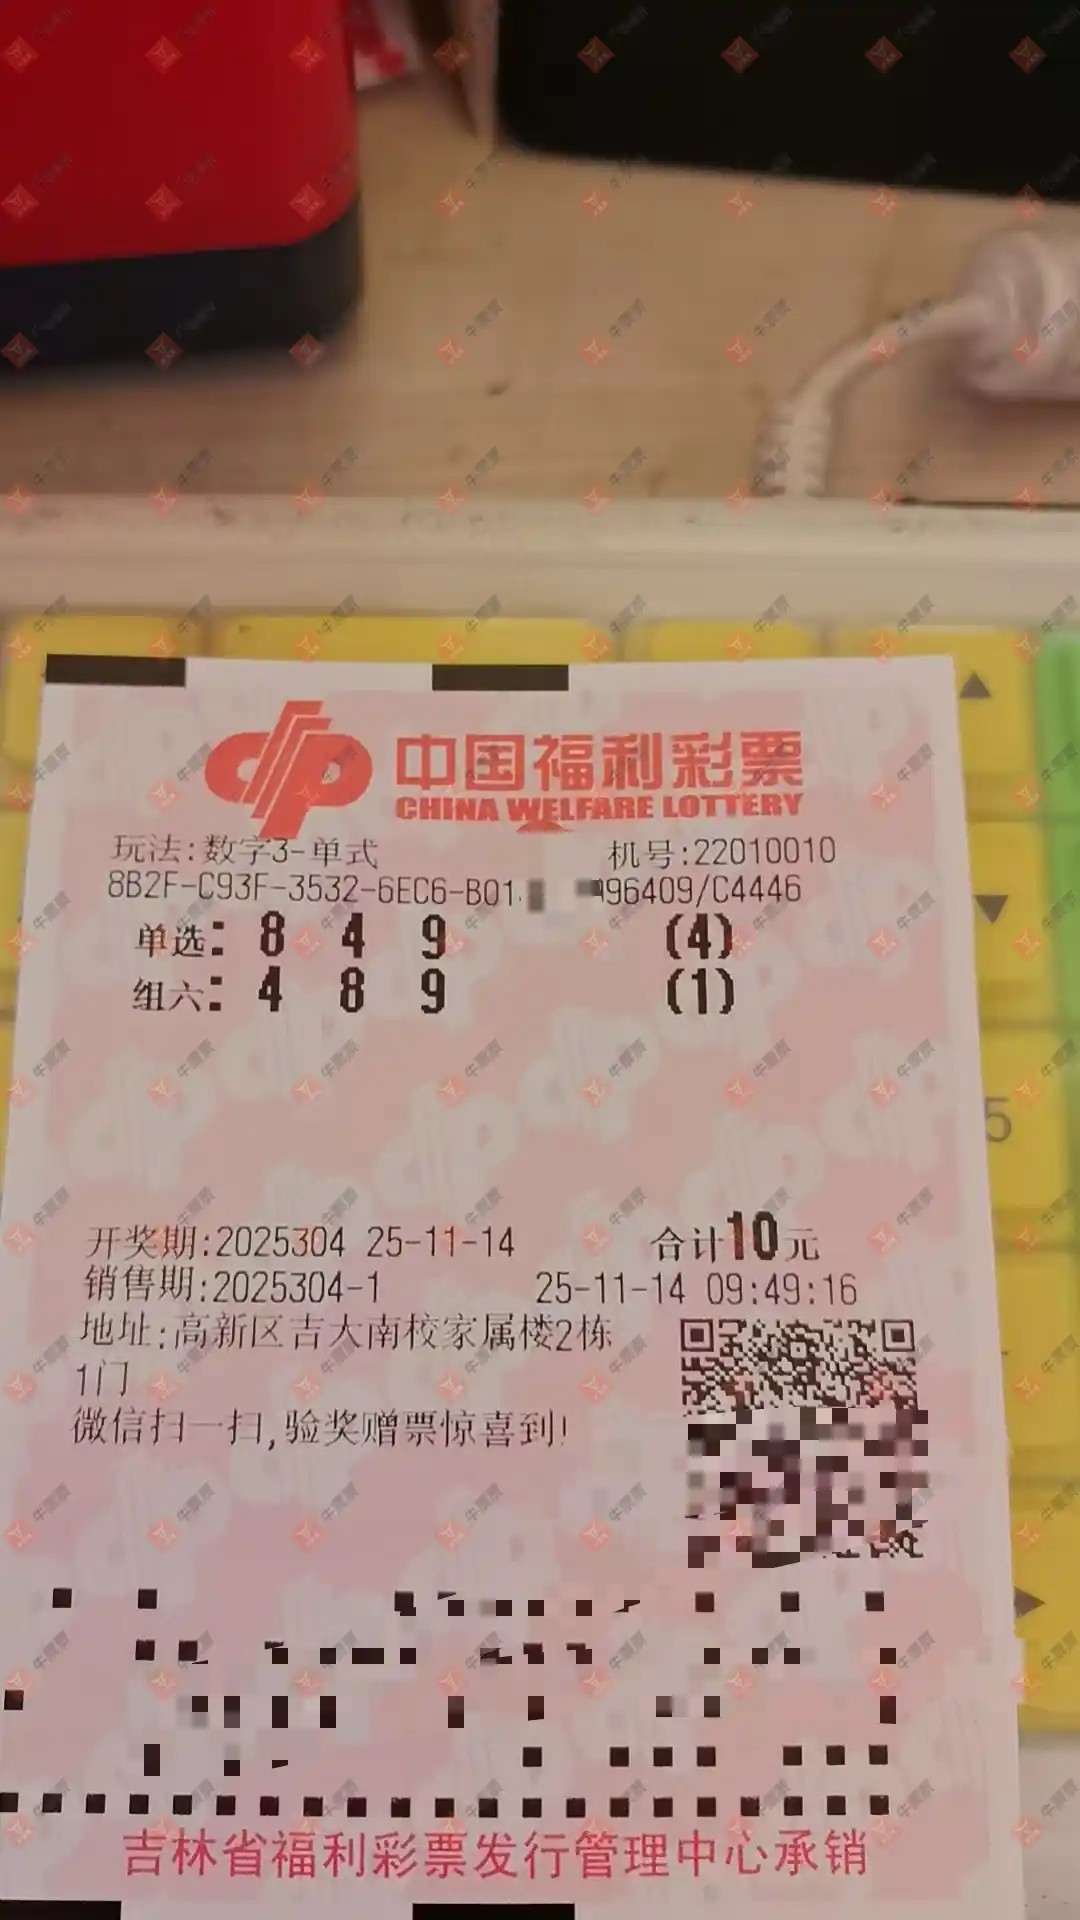 中国福利彩票
CHINA WELFARE LOTTERY
玩法:数字3-单式 机号:22010010
8B2F-C93F-3532-6EC6-B01 96409/C4446
单选: 8 4 9 (4)
组六: 4 8 9 (1)
开奖期:2025304 25-11-14 合计10元
销售期:2025304-1 25-11-14 09:49:16
地址:高新区吉大南校家属楼2栋
1门
微信扫一扫,验奖赠票惊喜到!
吉林省福利彩票发行管理中心承销
5